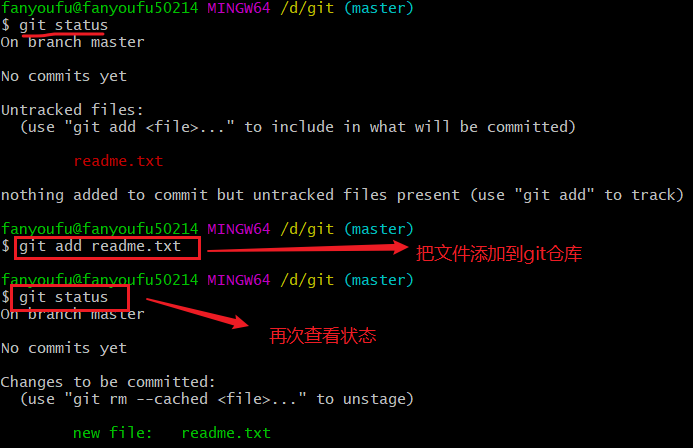 fanyoufu@fanyoufu50214 MINGW64 /d/git (master)
$ git status
On branch master
No commits yet
Untracked files:
  (use "git add <file>..." to include in what will be committed)
        readme.txt
nothing added to commit but untracked files present (use "git add" to track)
fanyoufu@fanyoufu50214 MINGW64 /d/git (master)
$ git add readme.txt
把文件添加到git仓库
fanyoufu@fanyoufu50214 MINGW64 /d/git (master)
$ git status
On branch master
再次查看状态
No commits yet
Changes to be committed:
  (use "git rm --cached <file>..." to unstage)
        new file:   readme.txt